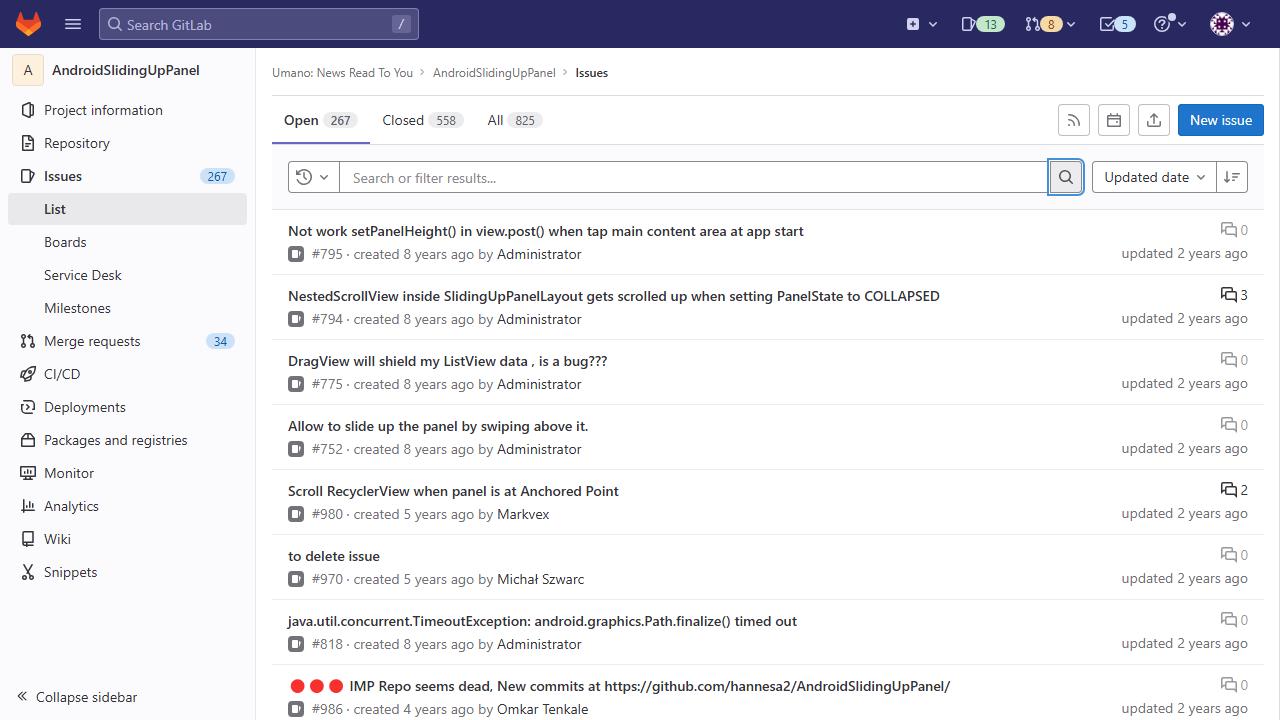 Search GitLab
/
13
8
5
A
AndroidSlidingUpPanel
Project information
Repository
Issues
267
List
Boards
Service Desk
Milestones
Merge requests
34
CI/CD
Deployments
Packages and registries
Monitor
Analytics
Wiki
Snippets
Collapse sidebar
Umano: News Read To You
AndroidSlidingUpPanel
Issues
Open 267
Closed 558
All 825
New issue
Search or filter results...
Updated date
Not work setPanelHeight() in view.post() when tap main content area at app start
0
#795 · created 8 years ago by Administrator
updated 2 years ago
NestedScrollView inside SlidingUpPanelLayout gets scrolled up when setting PanelState to COLLAPSED
3
#794 · created 8 years ago by Administrator
updated 2 years ago
DragView will shield my ListView data , is a bug???
0
#775 · created 8 years ago by Administrator
updated 2 years ago
Allow to slide up the panel by swiping above it.
0
#752 · created 8 years ago by Administrator
updated 2 years ago
Scroll RecyclerView when panel is at Anchored Point
2
#980 · created 5 years ago by Markvex
updated 2 years ago
to delete issue
0
#970 · created 5 years ago by Michał Szwarc
updated 2 years ago
java.util.concurrent.TimeoutException: android.graphics.Path.finalize() timed out
0
#818 · created 8 years ago by Administrator
updated 2 years ago
🔴🔴🔴 IMP Repo seems dead, New commits at https://github.com/hannesa2/AndroidSlidingUpPanel/
0
#986 · created 4 years ago by Omkar Tenkale
updated 2 years ago